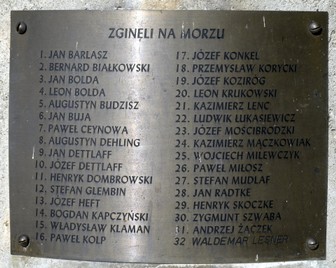 ZGINĘLI NA MORZU
1. JAN BARŁASZ
2. BERNARD BIAŁKOWSKI
3. JAN BOLDA
4. LEON BOLDA
5. AUGUSTYN BUDZISZ
6. JAN BUJA
7. PAWEŁ CEYNOWA
8. AUGUSTYN DEHLING
9. JAN DETTLAFF
10. JÓZEF DETTLAFF
11. HENRYK DOMBROWSKI
12. STEFAN GLEMBIN
13. JÓZEF HEFT
14. BOGDAN KAPCZYŃSKI
15. WŁADYSŁAW KLAMAN
16. PAWEŁ KOLP
17. JÓZEF KONKEL
18. PRZEMYSŁAW KORYCKI
19. JÓZEF KOZIRÓG
20. LEON KRUKOWSKI
21. KAZIMIERZ LENC
22. LUDWIK ŁUKASIEWICZ
23. JÓZEF MOŚCIBRODZKI
24. KAZIMIERZ MĄCZKOWIAK
25. WOJCIECH MILEWCZYK
26. PAWEŁ MIŁOSZ
27. STEFAN MUDLAF
28. JAN RADTKE
29. HENRYK SKOCZKE
30. ZYGMUNT SZWABA
31. ANDRZEJ ŻACZEK
32 WALDEMAR